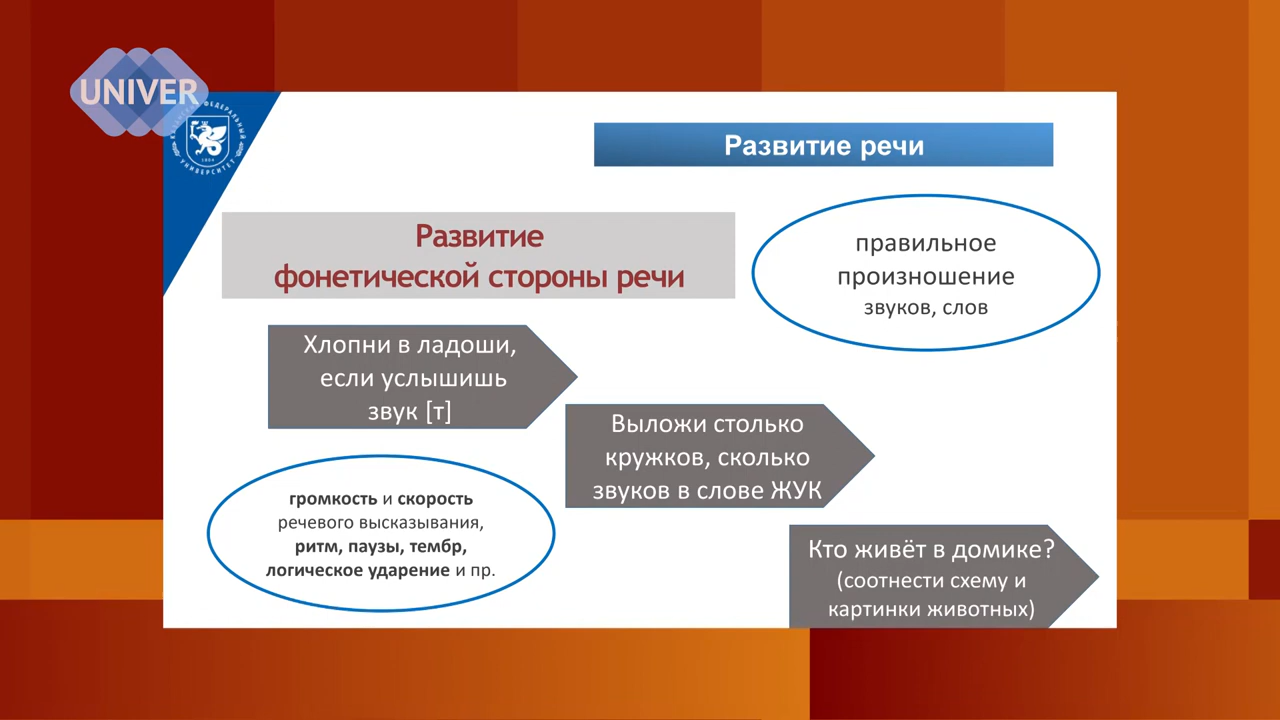 UNIVER
Развитие речи
Развитие
фонетической стороны речи
правильное
произношение
звуков, слов
Хлопни в ладоши,
если услышишь
звук [т]
Выложи столько
кружков, сколько
звуков в слове ЖУК
громкость и скорость
речевого высказывания,
ритм, паузы, тембр,
логическое ударение и пр.
Кто живёт в домике?
(соотнести схему и
картинки животных)